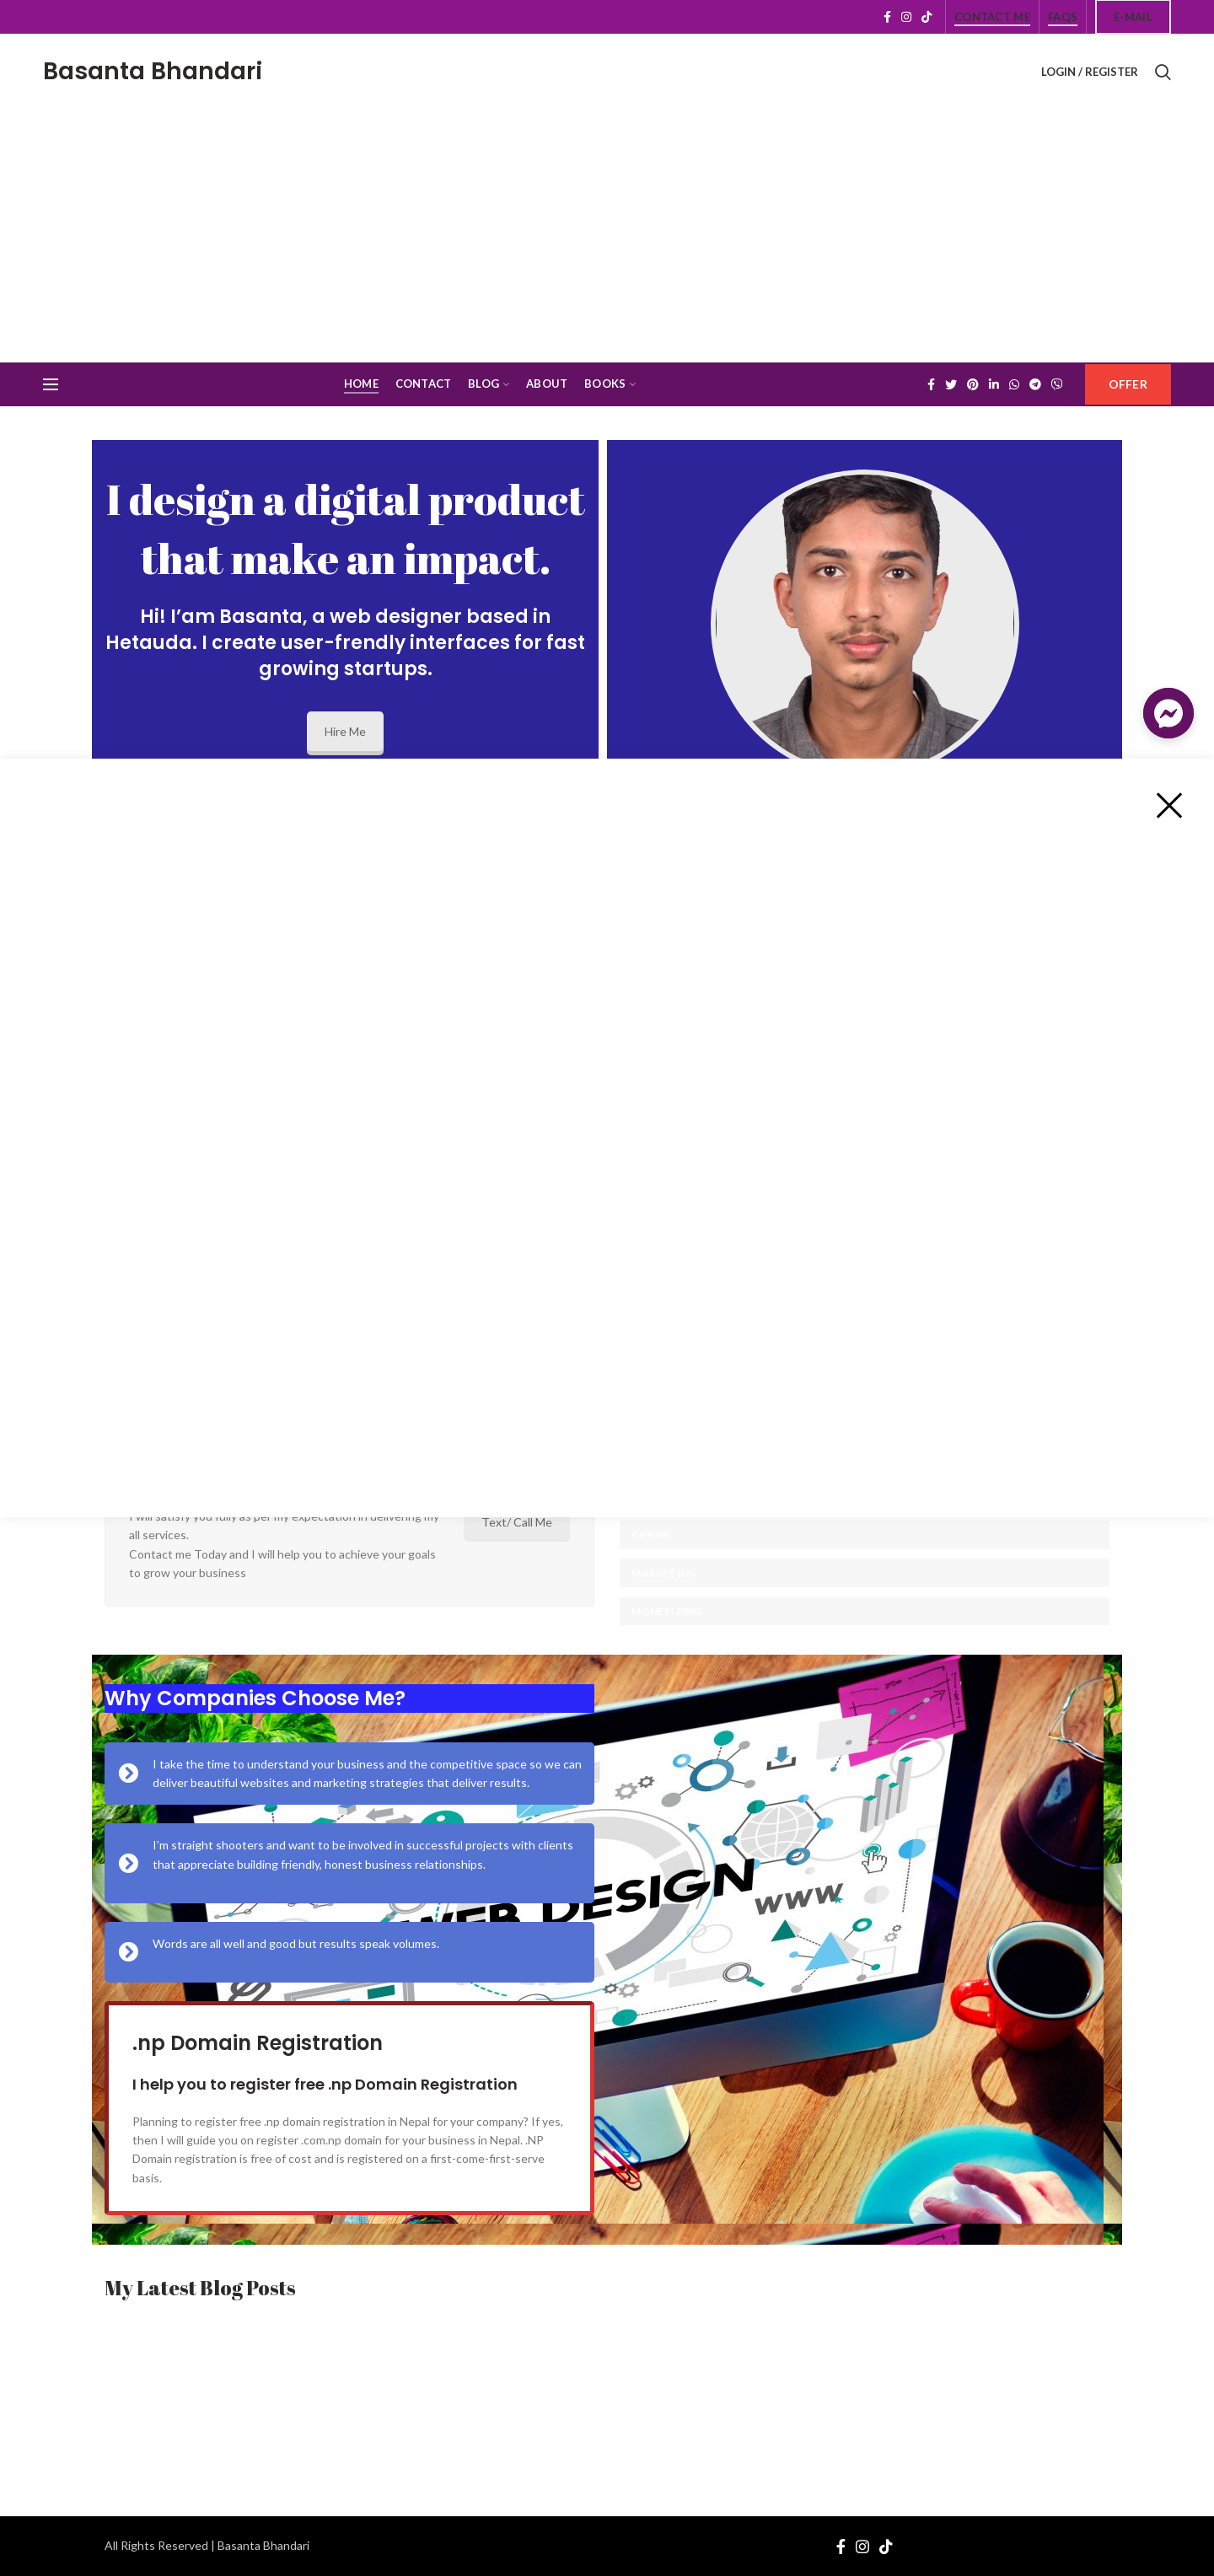 CONTACT ME
FAQS
E-MAIL
Basanta Bhandari
LOGIN / REGISTER
HOME
CONTACT
BLOG
ABOUT
BOOKS
OFFER
I design a digital product
that make an impact.
Hi! I’am Basanta, a web designer based in
Hetauda. I create user-frendly interfaces for fast
growing startups.
Hire Me
I will satisfy you fully as per my expectation in delivering my
all services.
Contact me Today and I will help you to achieve your goals
to grow your business
Text/ Call Me
DESIGN
MARKETING
MONETIZING
Why Companies Choose Me?
I take the time to understand your business and the competitive space so we can
deliver beautiful websites and marketing strategies that deliver results.
I’m straight shooters and want to be involved in successful projects with clients
that appreciate building friendly, honest business relationships.
Words are all well and good but results speak volumes.
WEB DESIGN
WWW
.np Domain Registration
I help you to register free .np Domain Registration
Planning to register free .np domain registration in Nepal for your company? If yes,
then I will guide you on register .com.np domain for your business in Nepal. .NP
Domain registration is free of cost and is registered on a first-come-first-serve
basis.
My Latest Blog Posts
All Rights Reserved | Basanta Bhandari